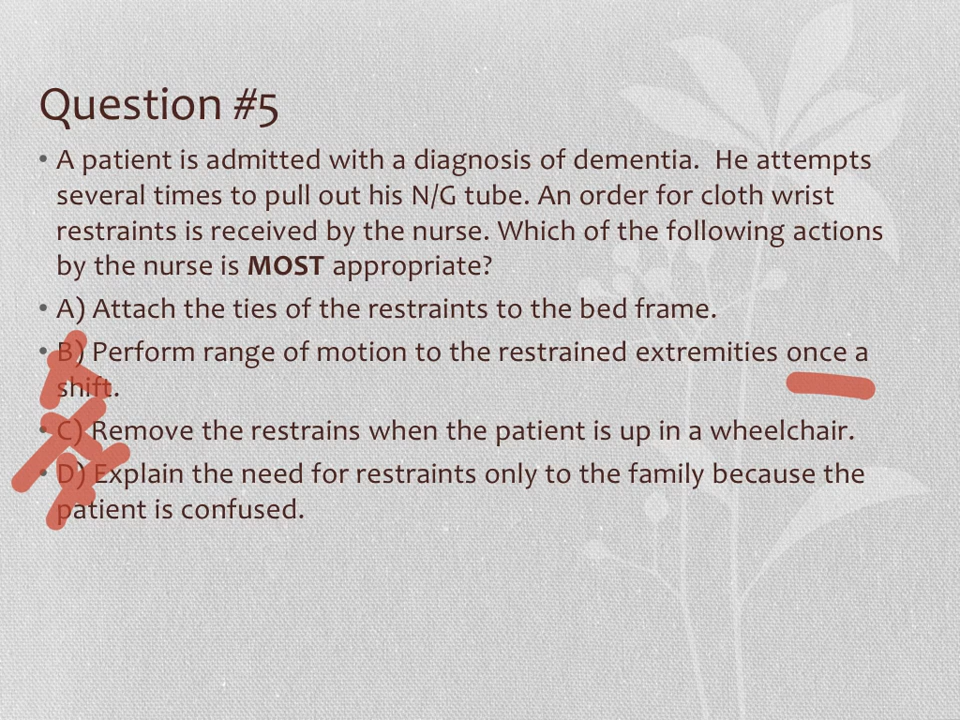 Question #5
• A patient is admitted with a diagnosis of dementia. He attempts
several times to pull out his N/G tube. An order for cloth wrist
restraints is received by the nurse. Which of the following actions
by the nurse is MOST appropriate?
• A) Attach the ties of the restraints to the bed frame.
• B) Perform range of motion to the restrained extremities once a
shift.
• C) Remove the restrains when the patient is up in a wheelchair.
• D) Explain the need for restraints only to the family because the
patient is confused.